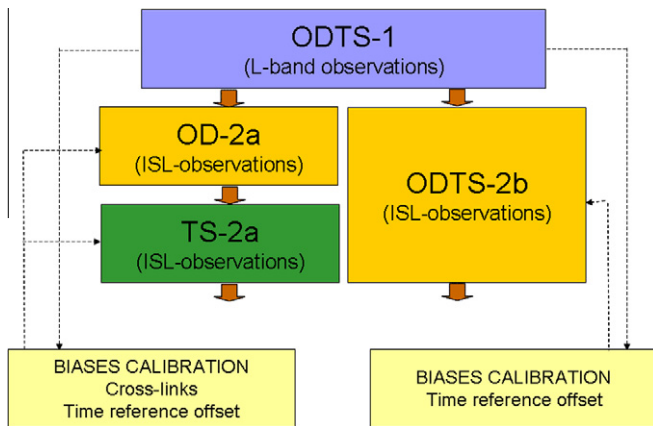 ODTS-1
(L-band observations)
OD-2a
(ISL-observations)
TS-2a
(ISL-observations)
ODTS-2b
(ISL-observations)
BIASES CALIBRATION
Cross-links
Time reference offset
BIASES CALIBRATION
Time reference offset